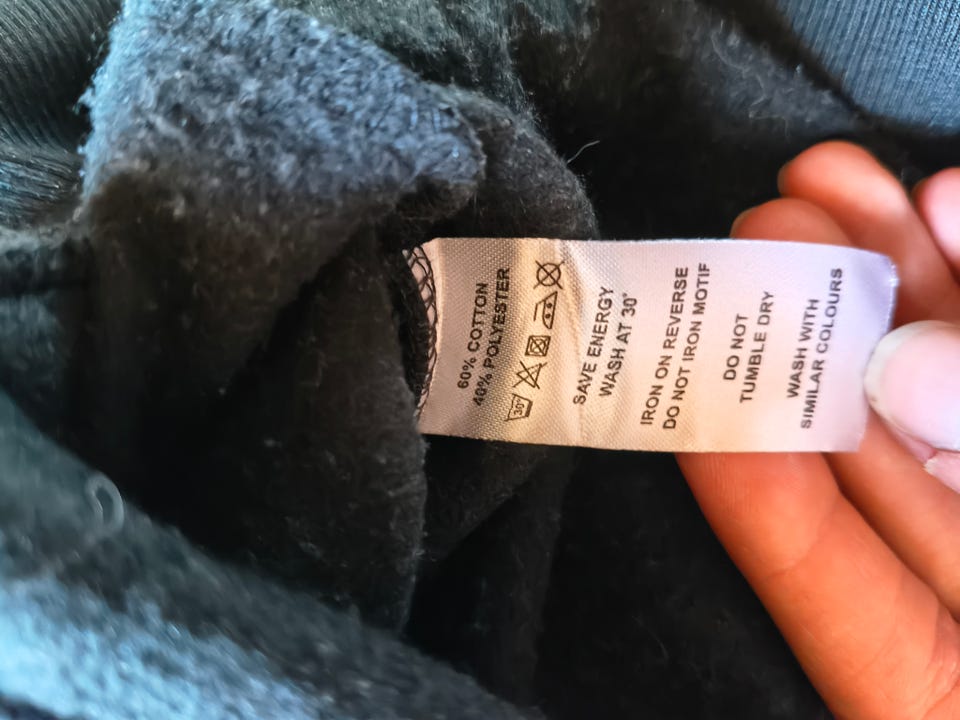 60% COTTON
40% POLYESTER
30°
SAVE ENERGY
WASH AT 30°
IRON ON REVERSE
DO NOT IRON MOTIF
DO NOT
TUMBLE DRY
WASH WITH
SIMILAR COLOURS